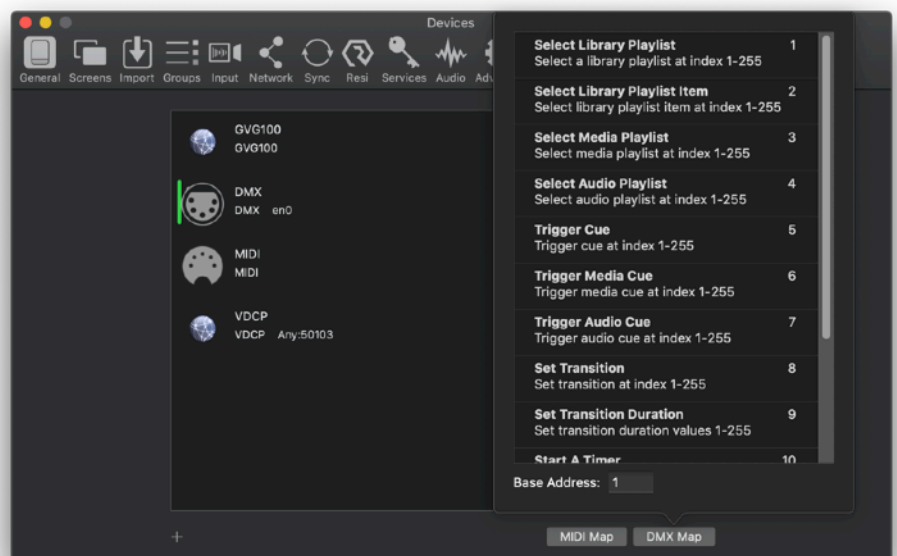 Devices
General Screens Import Groups Input Network Sync Resi Services Audio
GVG100
GVG100
DMX
DMX en0
MIDI
MIDI
VDCP
VDCP Any:50103
Select Library Playlist 1
Select a library playlist at index 1-255
Select Library Playlist Item 2
Select library playlist item at index 1-255
Select Media Playlist 3
Select media playlist at index 1-255
Select Audio Playlist 4
Select audio playlist at index 1-255
Trigger Cue 5
Trigger cue at index 1-255
Trigger Media Cue 6
Trigger media cue at index 1-255
Trigger Audio Cue 7
Trigger audio cue at index 1-255
Set Transition 8
Set transition at index 1-255
Set Transition Duration 9
Set transition duration values 1-255
Start A Timer 10
Base Address: 1
+ MIDI Map DMX Map